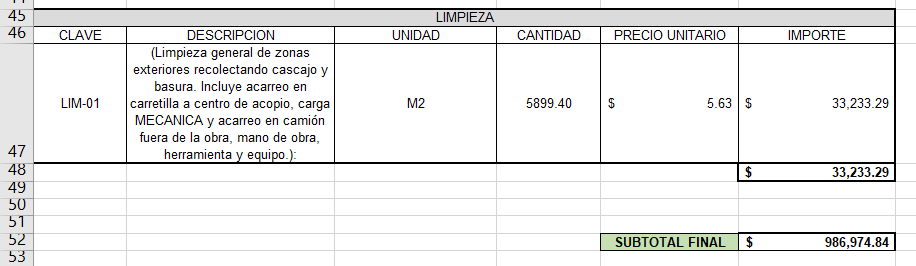 45 LIMPIEZA
46 CLAVE DESCRIPCION UNIDAD CANTIDAD PRECIO UNITARIO IMPORTE
(Limpieza general de zonas
exteriores recolectando cascajo y
basura. Incluye acarreo en
LIM-01 carretilla a centro de acopio, carga M2 5899.40 $ 5.63 $ 33,233.29
MECANICA y acarreo en camión
fuera de la obra, mano de obra,
47 herramienta y equipo.):
48 $ 33,233.29
49
50
51
52 SUBTOTAL FINAL $ 986,974.84
53